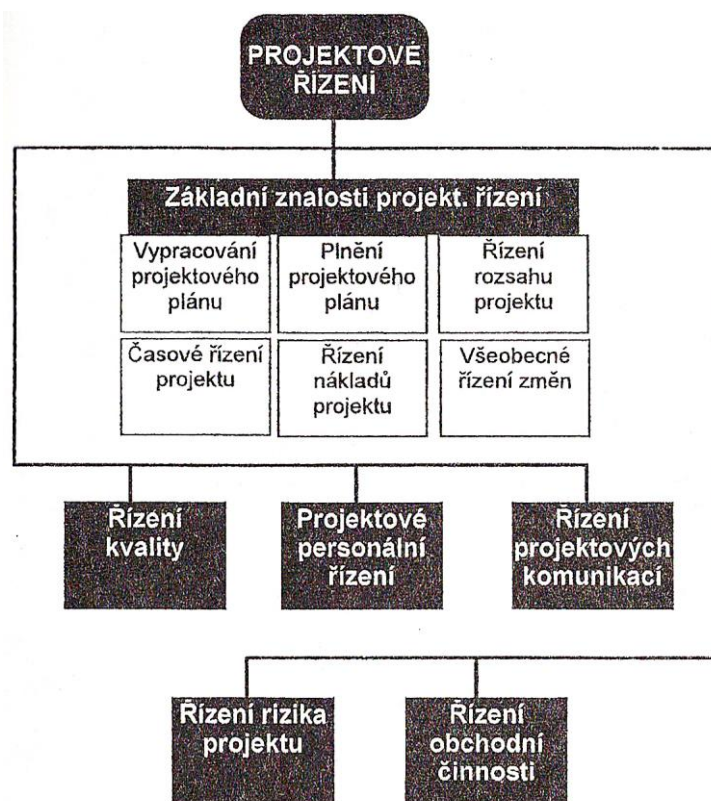 PROJEKTOVÉ
ŘÍZENÍ
Základní znalosti projekt. řízení
Vypracování
projektového
plánu
Plnění
projektového
plánu
Řízení
rozsahu
projektu
Časové řízení
projektu
Řízení
nákladů
projektu
Všeobecné
řízení změn
Řízení
kvality
Projektové
personální
řízení
Řízení
projektových
komunikací
Řízení rizika
projektu
Řízení
obchodní
činnosti